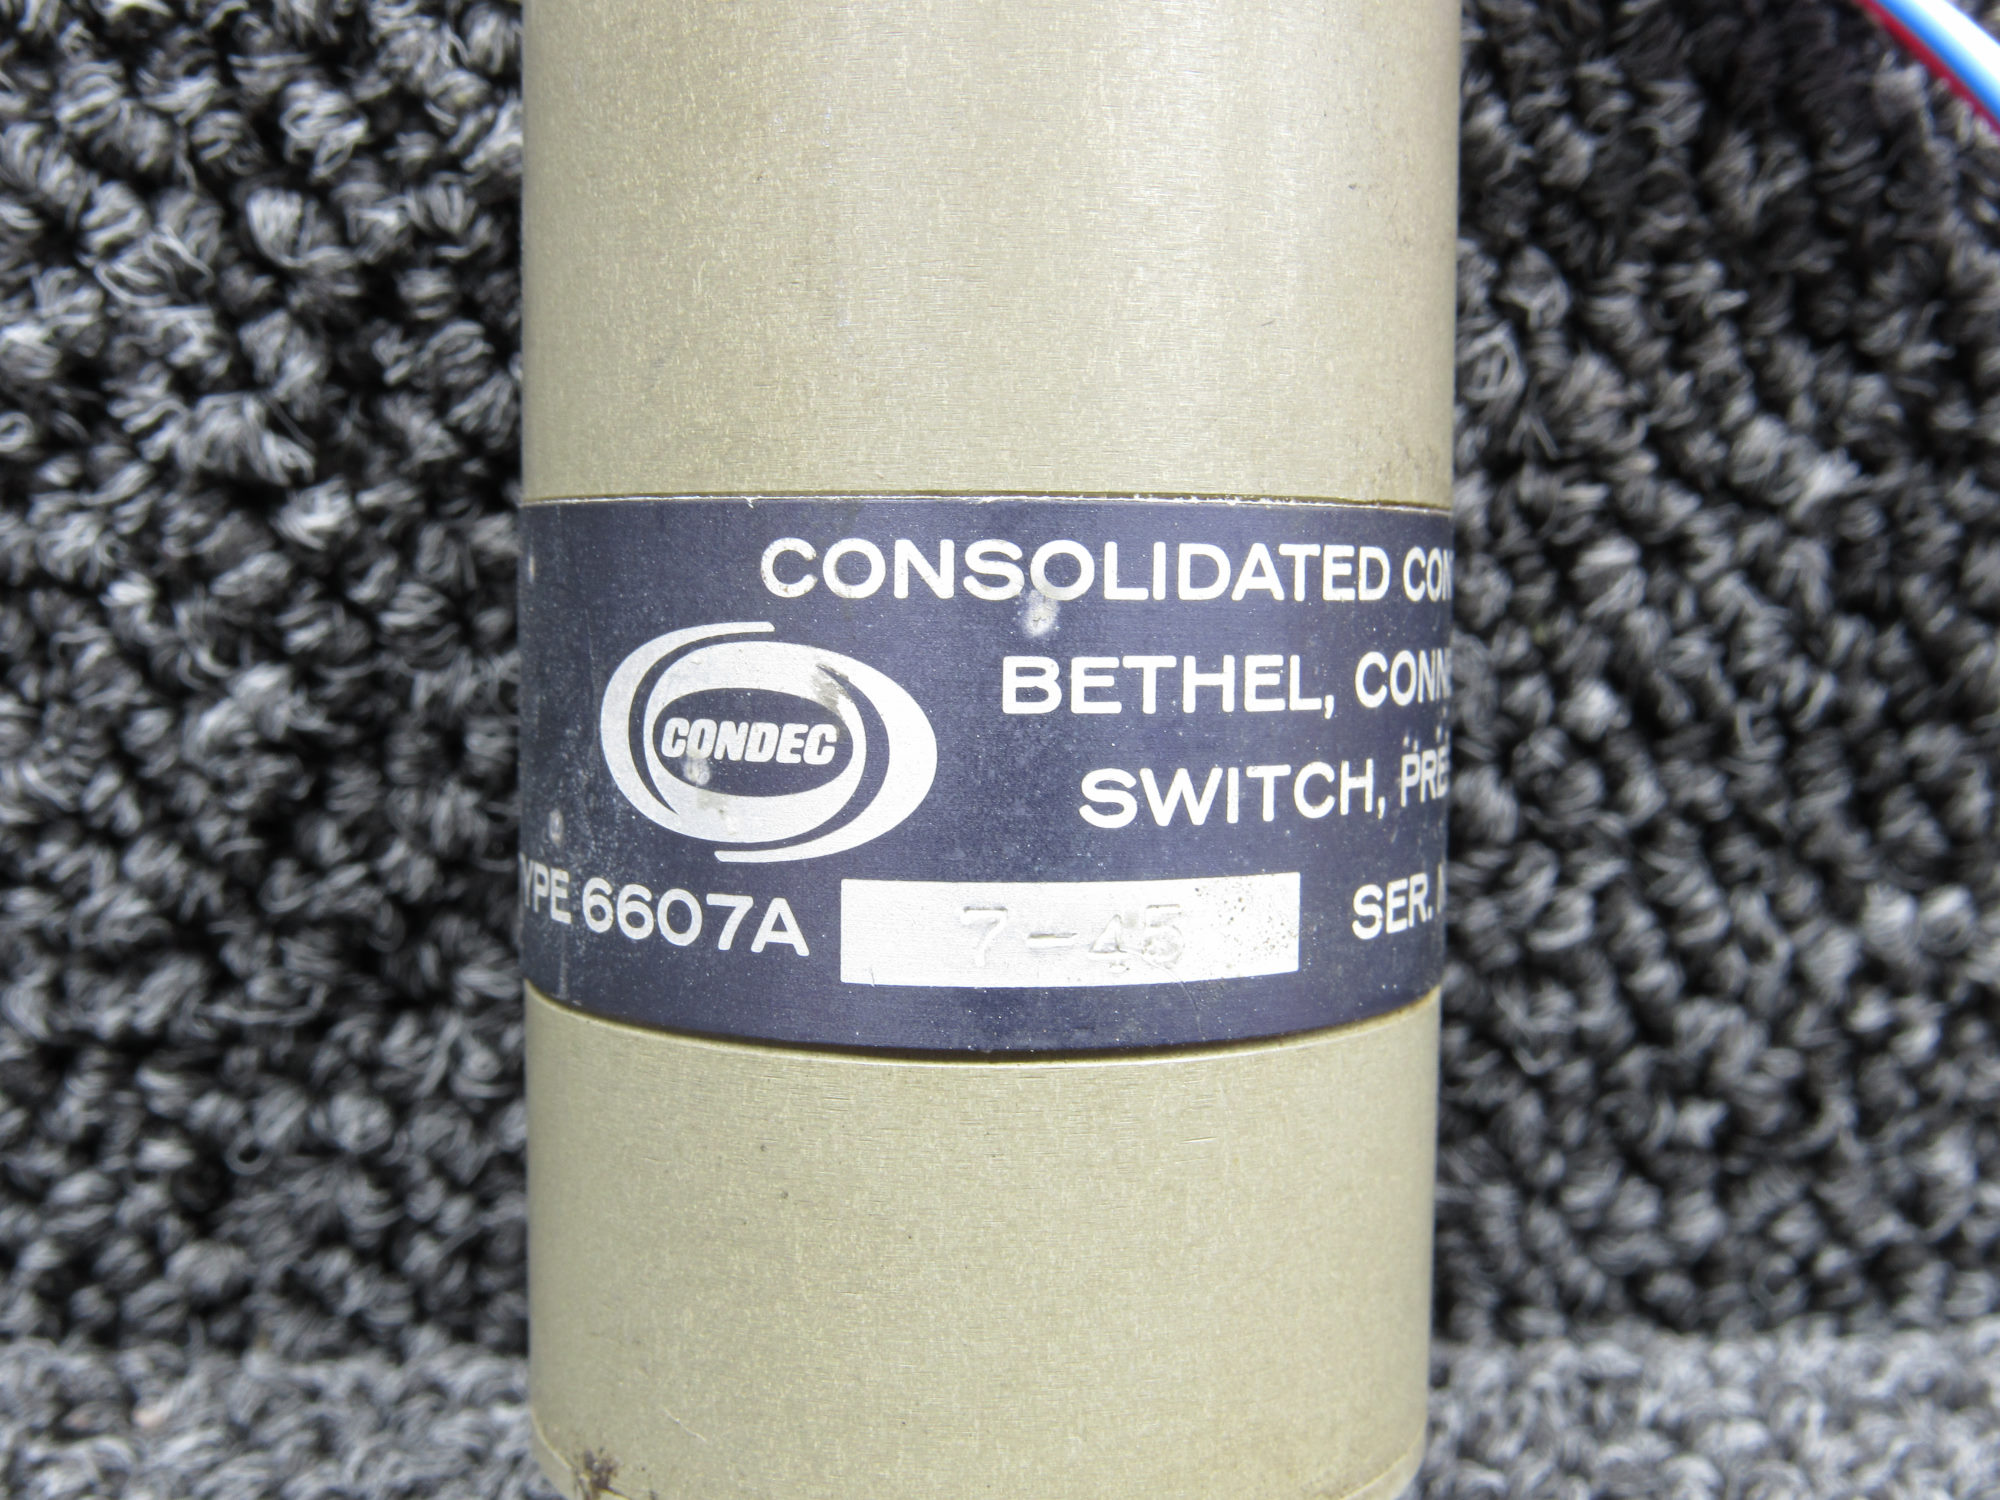 CONSOLIDATED CON
BETHEL, CONN
CONDEC
SWITCH, PRE
YPE 6607A 7-45 SER.